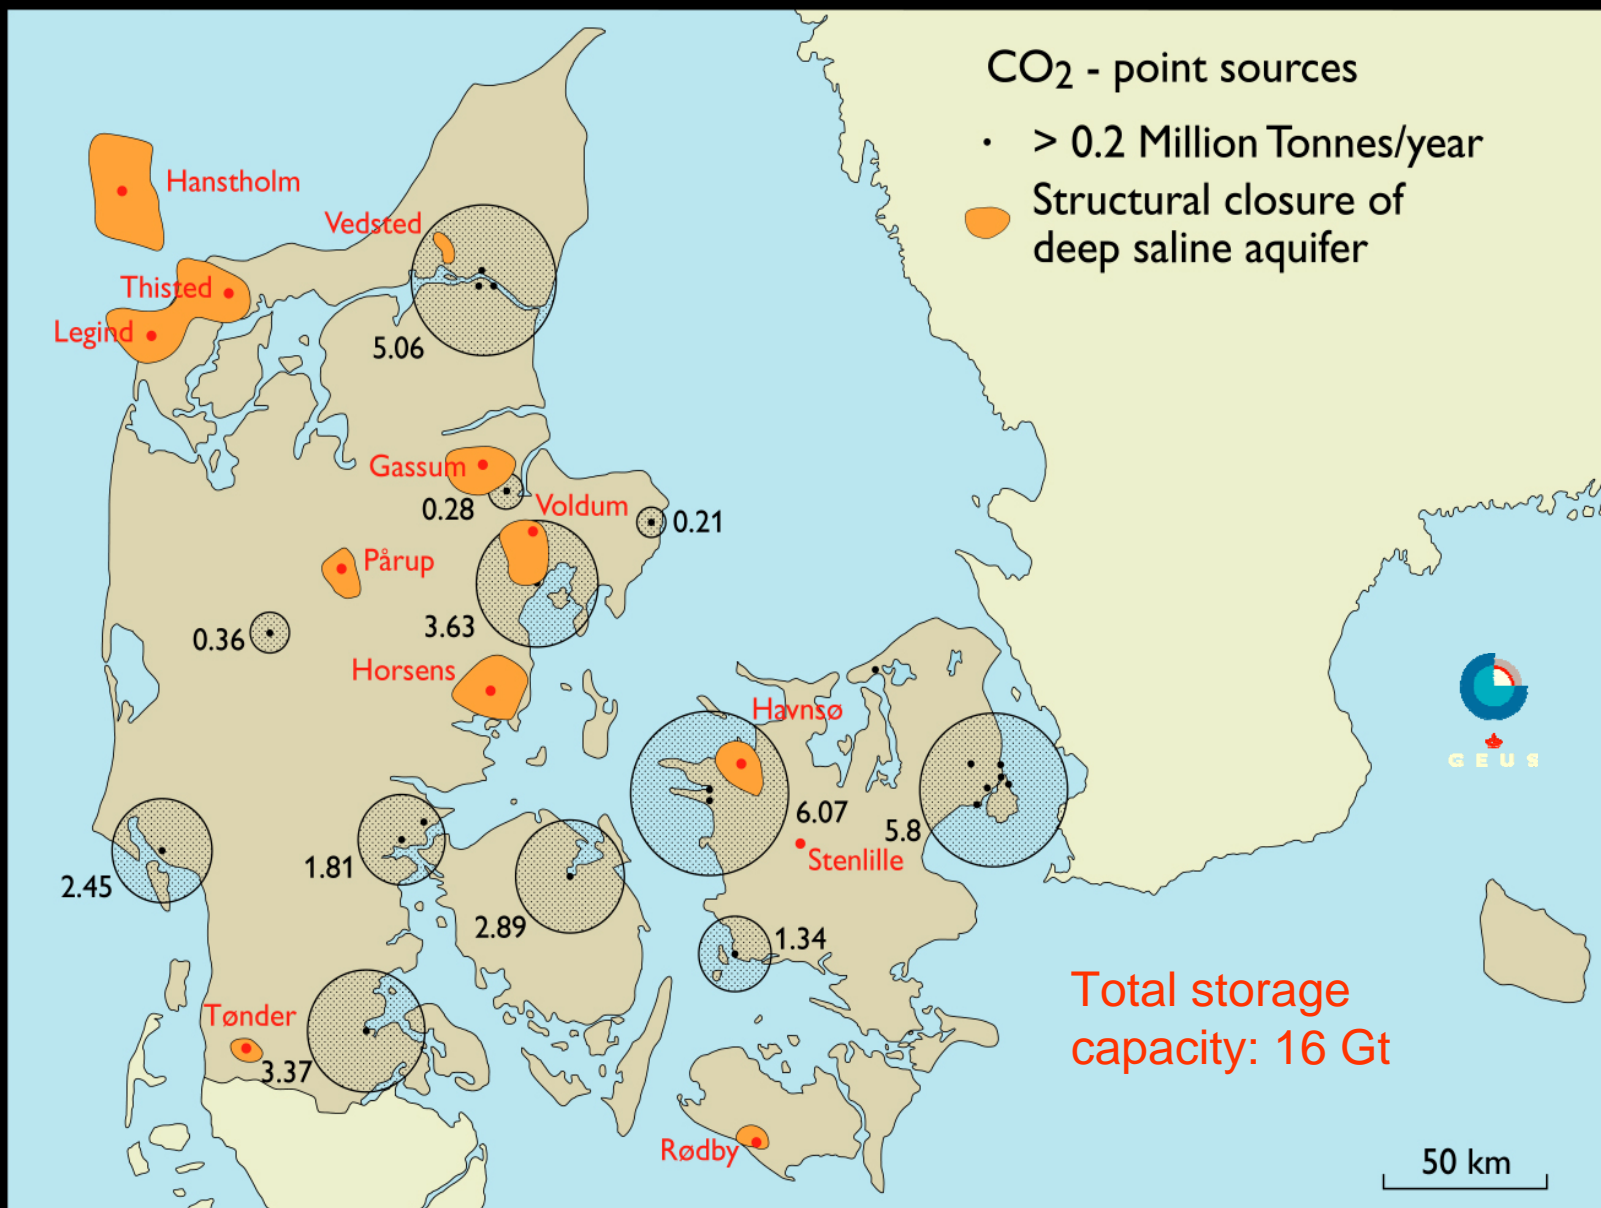 CO2 - point sources
> 0.2 Million Tonnes/year
Structural closure of
deep saline aquifer
Hanstholm
Vedsted
Thisted
Legind
5.06
Gassum
0.28
Voldum
0.21
Pårup
3.63
0.36
Horsens
Havnsø
GEUS
6.07
5.8
Stenlille
1.81
2.45
2.89
1.34
Total storage
capacity: 16 Gt
Tønder
3.37
Rødby
50 km